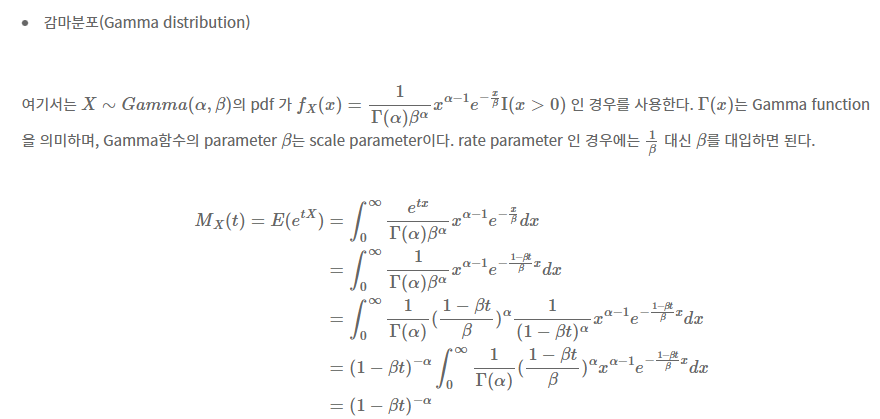 • 감마분포(Gamma distribution)
여기서는 $X \sim Gamma(\alpha, \beta)$의 pdf 가 $f_X(x) = \frac{1}{\Gamma(\alpha)\beta^\alpha} x^{\alpha-1} e^{-\frac{x}{\beta}} \mathrm{I}(x > 0)$ 인 경우를 사용한다. $\Gamma(x)$는 Gamma function
을 의미하며, Gamma함수의 parameter $\beta$는 scale parameter이다. rate parameter 인 경우에는 $\frac{1}{\beta}$ 대신 $\beta$를 대입하면 된다.
$M_X(t) = E(e^{tX}) = \int_0^\infty \frac{e^{tx}}{\Gamma(\alpha)\beta^\alpha} x^{\alpha-1} e^{-\frac{x}{\beta}} dx$
$= \int_0^\infty \frac{1}{\Gamma(\alpha)\beta^\alpha} x^{\alpha-1} e^{-\frac{1-\beta t}{\beta}x} dx$
$= \int_0^\infty \frac{1}{\Gamma(\alpha)} (\frac{1-\beta t}{\beta})^\alpha \frac{1}{(1-\beta t)^\alpha} x^{\alpha-1} e^{-\frac{1-\beta t}{\beta}x} dx$
$= (1-\beta t)^{-\alpha} \int_0^\infty \frac{1}{\Gamma(\alpha)} (\frac{1-\beta t}{\beta})^\alpha x^{\alpha-1} e^{-\frac{1-\beta t}{\beta}x} dx$
$= (1-\beta t)^{-\alpha}$